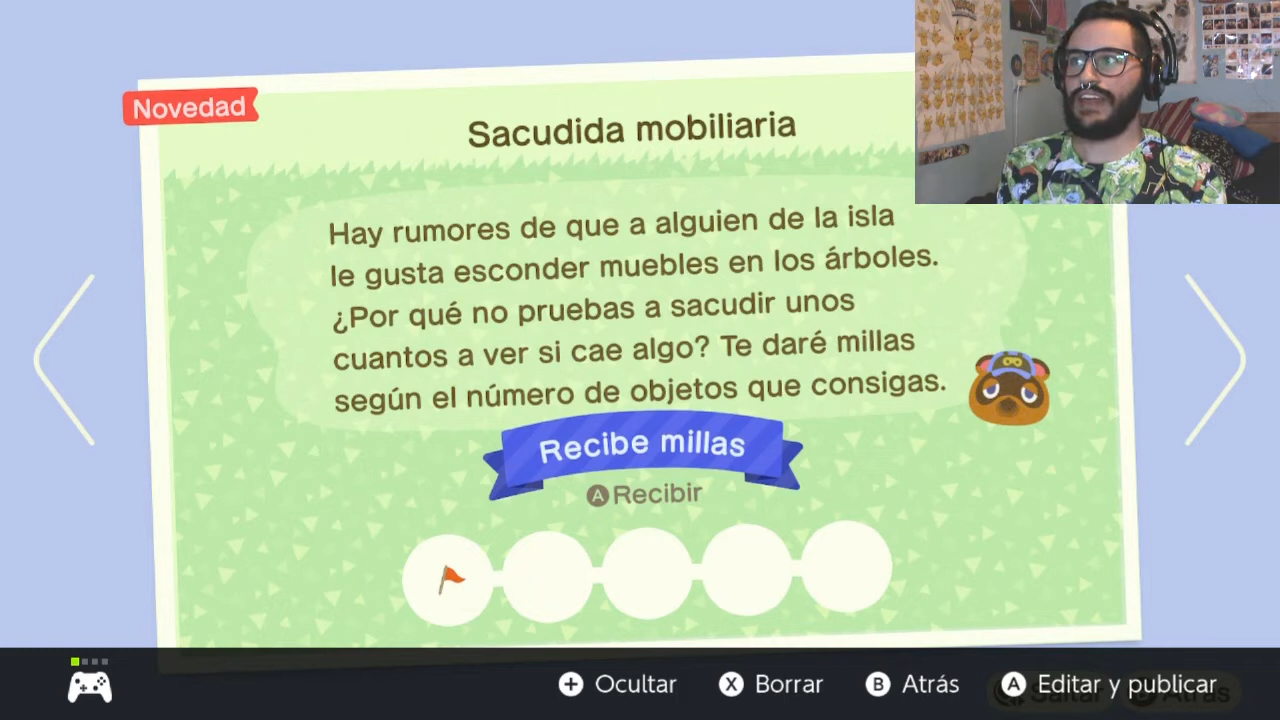 Novedad
Sacudida mobiliaria
Hay rumores de que a alguien de la isla
le gusta esconder muebles en los árboles.
¿Por qué no pruebas a sacudir unos
cuantos a ver si cae algo? Te daré millas
según el número de objetos que consigas.
Recibe millas
A Recibir
+ Ocultar
X Borrar
B Atrás
A Editar y publicar
Saltar
Atrás